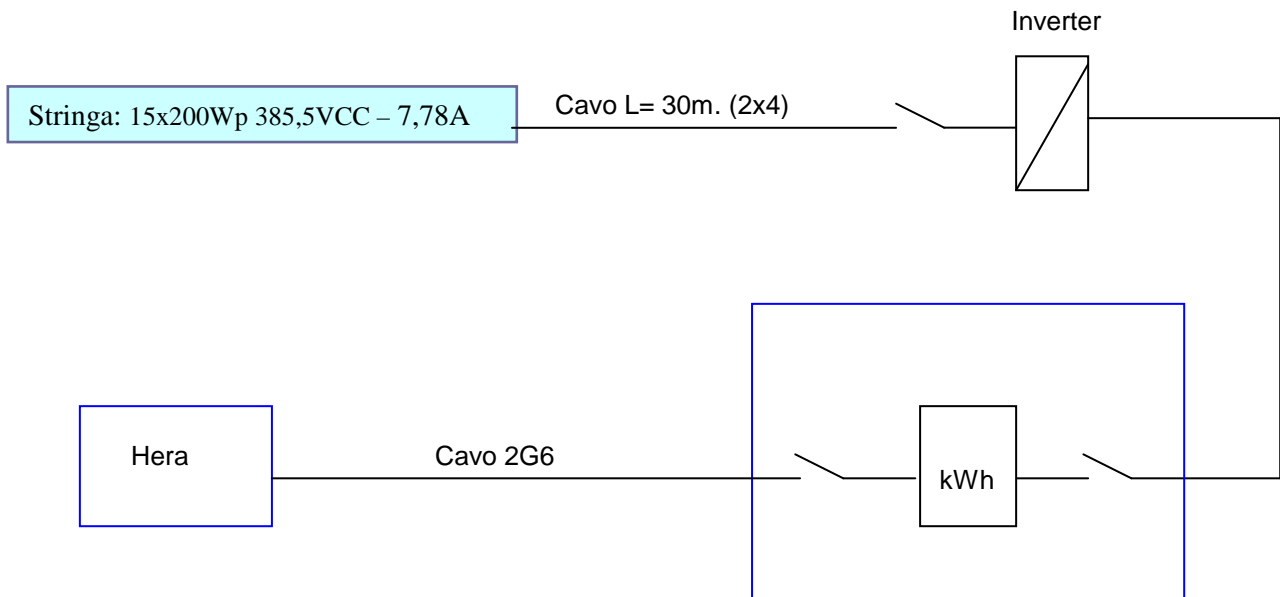 Inverter
Stringa: 15x200Wp 385,5VCC – 7,78A
Cavo L= 30m. (2x4)
Hera
Cavo 2G6
kWh